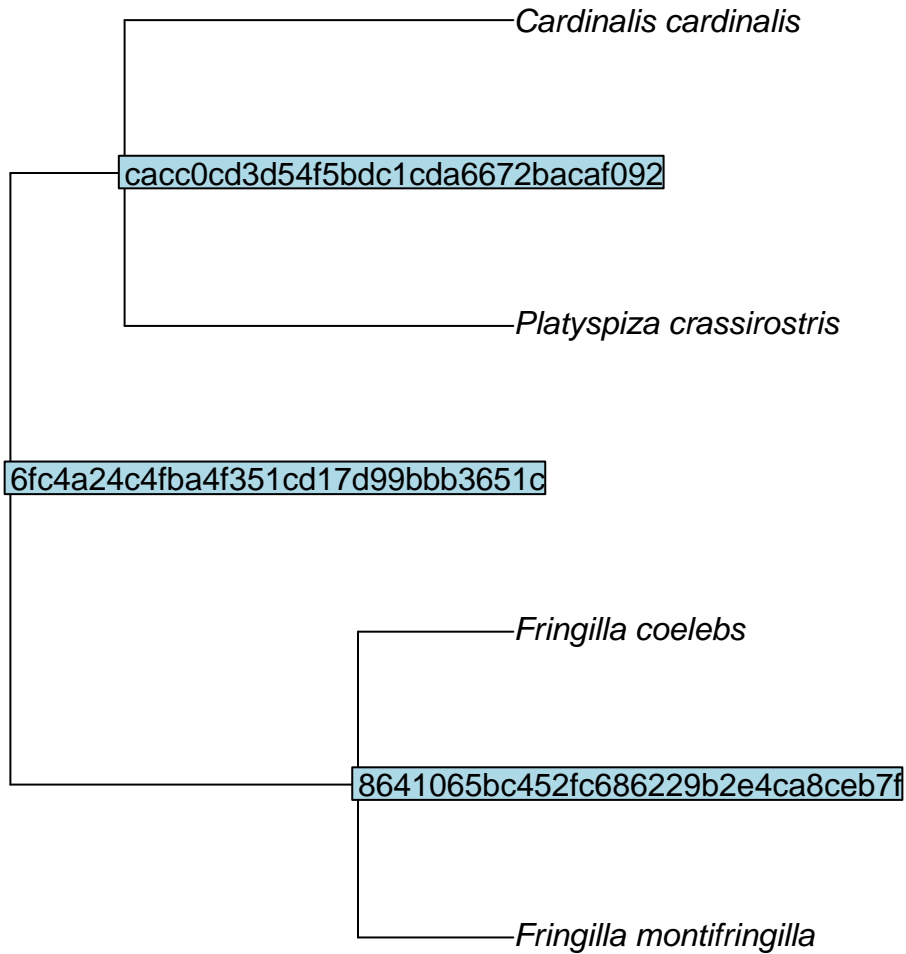 Cardinalis cardinalis
cacc0cd3d54f5bdc1cda6672bacaf092
Platyspiza crassirostris
6fc4a24c4fba4f351cd17d99bbb3651c
Fringilla coelebs
8641065bc452fc686229b2e4ca8ceb7f
Fringilla montifringilla